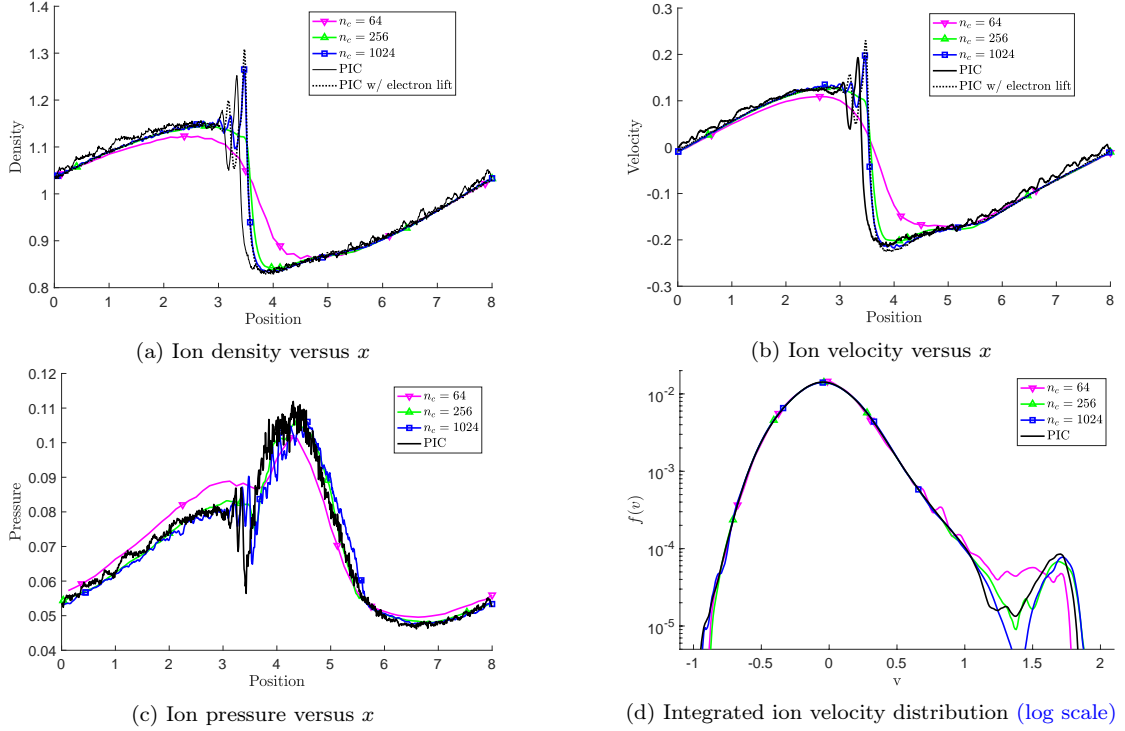 1.4
1.3
1.2
1.1
1
0.9
0.8
Density
n_c = 64
n_c = 256
n_c = 1024
PIC
PIC w/ electron lift
0 1 2 3 4 5 6 7 8
Position
(a) Ion density versus x
0.3
0.2
0.1
0
-0.1
-0.2
-0.3
Velocity
n_c = 64
n_c = 256
n_c = 1024
PIC
PIC w/ electron lift
0 1 2 3 4 5 6 7 8
Position
(b) Ion velocity versus x
0.12
0.11
0.1
0.09
0.08
0.07
0.06
0.05
0.04
Pressure
n_c = 64
n_c = 256
n_c = 1024
PIC
0 1 2 3 4 5 6 7 8
Position
(c) Ion pressure versus x
10^-2
10^-3
10^-4
10^-5
f(v)
n_c = 64
n_c = 256
n_c = 1024
PIC
-1 -0.5 0 0.5 1 1.5 2
v
(d) Integrated ion velocity distribution (log scale)